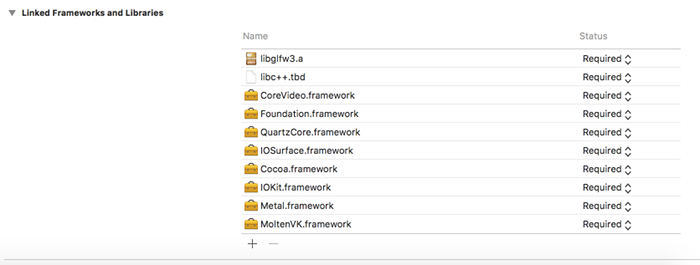 Linked Frameworks and Libraries
Name Status
libglfw3.a Required
libc++.tbd Required
CoreVideo.framework Required
Foundation.framework Required
QuartzCore.framework Required
IOSurface.framework Required
Cocoa.framework Required
IOKit.framework Required
Metal.framework Required
MoltenVK.framework Required